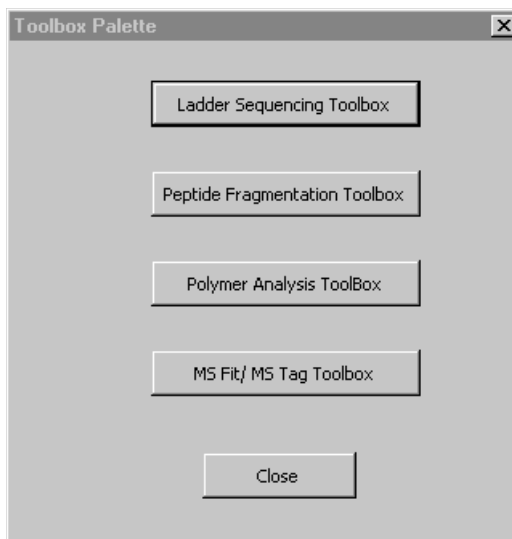 Toolbox Palette
Ladder Sequencing Toolbox
Peptide Fragmentation Toolbox
Polymer Analysis ToolBox
MS Fit/ MS Tag Toolbox
Close